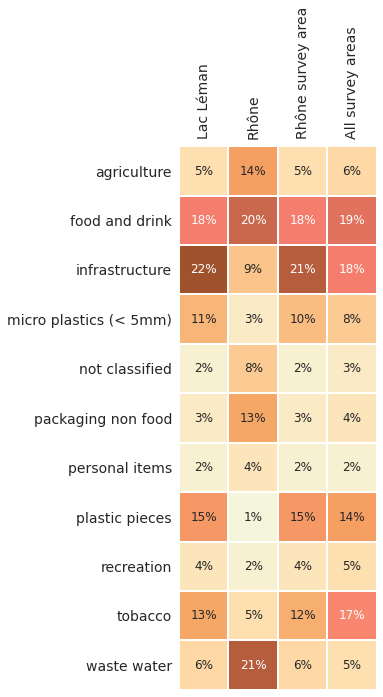 Lac Léman Rhône Rhône survey area All survey areas
agriculture 5% 14% 5% 6%
food and drink 18% 20% 18% 19%
infrastructure 22% 9% 21% 18%
micro plastics (< 5mm) 11% 3% 10% 8%
not classified 2% 8% 2% 3%
packaging non food 3% 13% 3% 4%
personal items 2% 4% 2% 2%
plastic pieces 15% 1% 15% 14%
recreation 4% 2% 4% 5%
tobacco 13% 5% 12% 17%
waste water 6% 21% 6% 5%